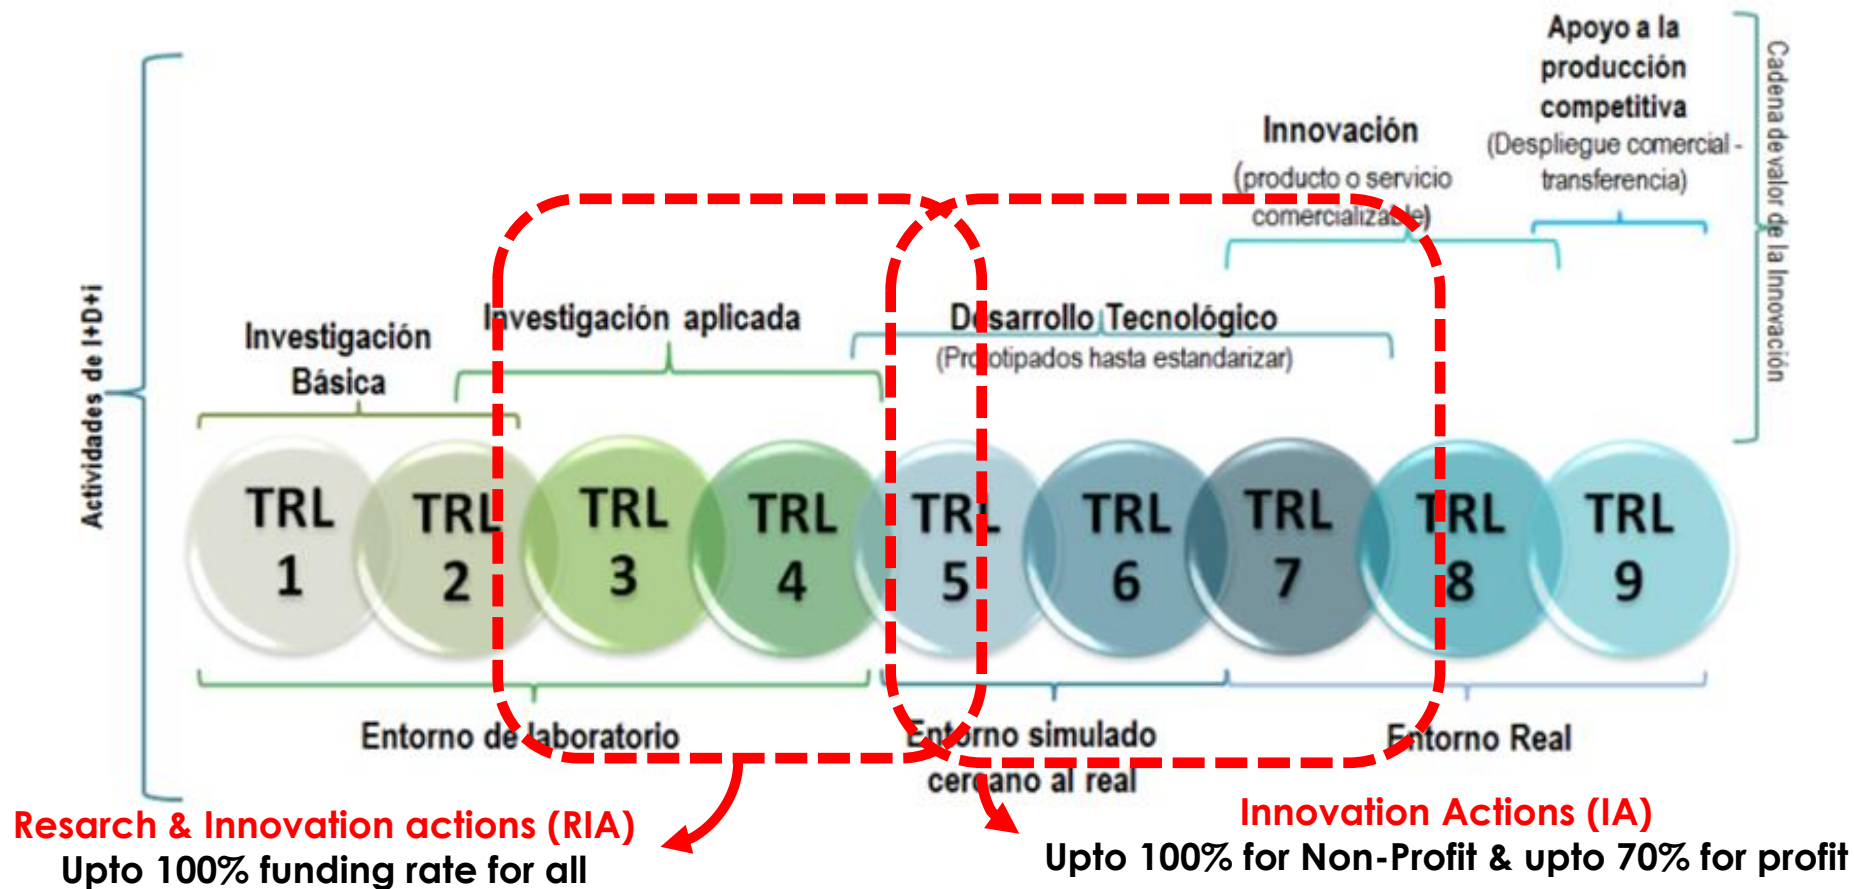 Apoyo a la
producción
competitiva
(Despliegue comercial -
transferencia)
Innovación
(producto o servicio
comercializable)
Cadena de valor de la Innovación
Actividades de I+D+i
Investigación
Básica
Investigación aplicada
Desarrollo Tecnológico
(Prototipados hasta estandarizar)
TRL
1
TRL
2
TRL
3
TRL
4
TRL
5
TRL
6
TRL
7
TRL
8
TRL
9
Entorno de laboratorio
Entorno simulado
cercano al real
Entorno Real
Resarch & Innovation actions (RIA)
Upto 100% funding rate for all
Innovation Actions (IA)
Upto 100% for Non-Profit & upto 70% for profit